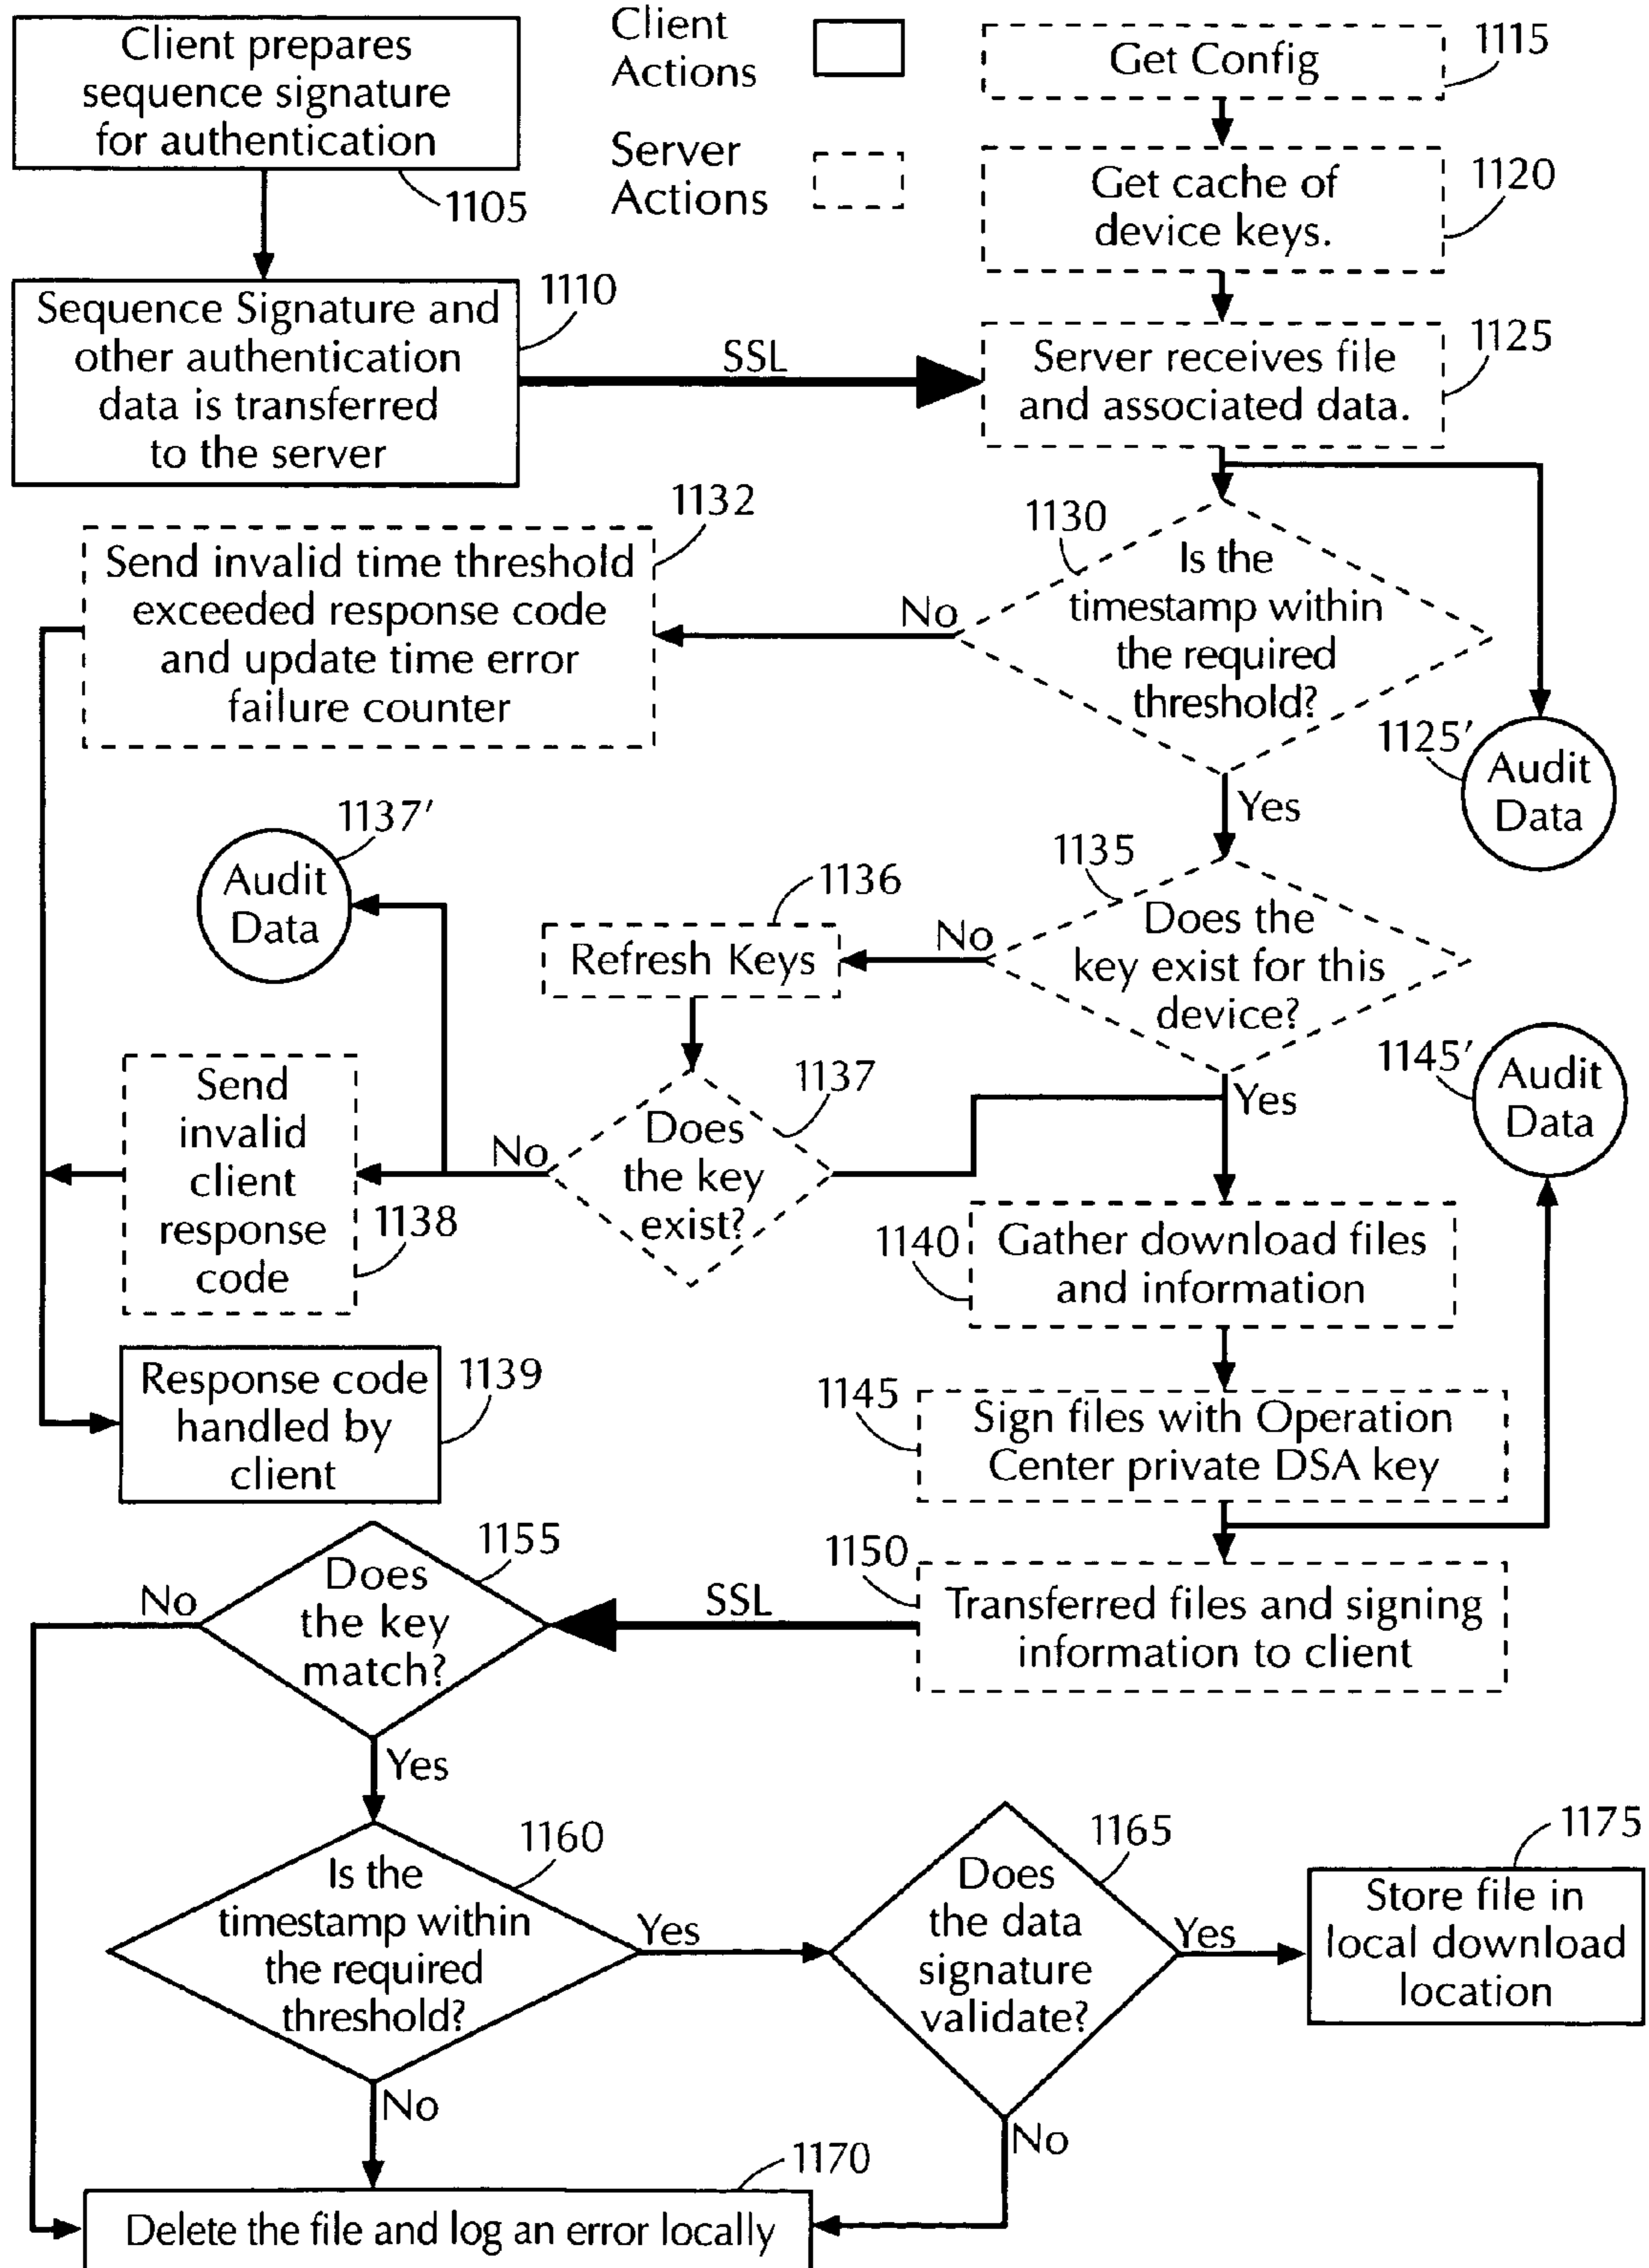 Client prepares
sequence signature
for authentication
1105
Client
Actions
Server
Actions
Get Config
1115
Get cache of
device keys.
1120
Sequence Signature and
other authentication
data is transferred
to the server
1110
SSL
Server receives file
and associated data.
1125
1132
Send invalid time threshold
exceeded response code
and update time error
failure counter
No
1130
Is the
timestamp within
the required
threshold?
Yes
1125'
Audit
Data
1137'
Audit
Data
1136
Refresh Keys
No
1135
Does the
key exist for this
device?
Yes
1145'
Audit
Data
Send
invalid
client
response
code
1138
No
1137
Does
the key
exist?
1140
Gather download files
and information
Response code
handled by
client
1139
1145
Sign files with Operation
Center private DSA key
No
1155
Does
the key
match?
Yes
SSL
1150
Transferred files and signing
information to client
1160
Is the
timestamp within
the required
threshold?
Yes
No
1165
Does
the data
signature
validate?
Yes
No
1175
Store file in
local download
location
1170
Delete the file and log an error locally